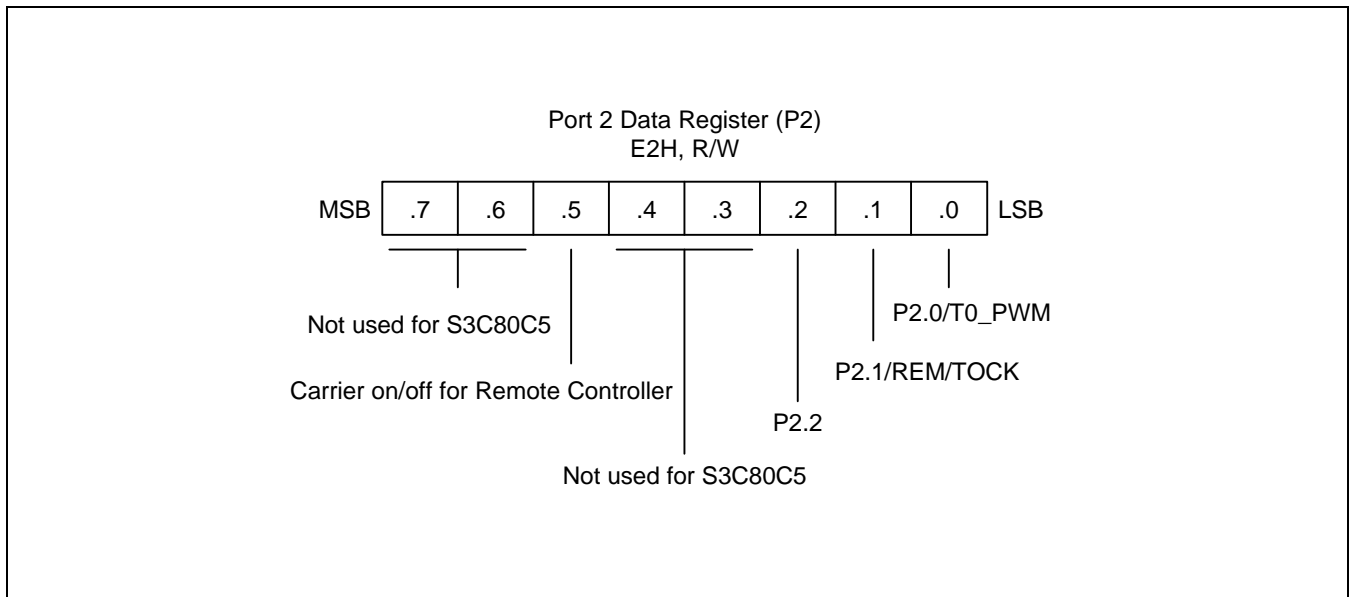 Port 2 Data Register (P2)
E2H, R/W
MSB .7 .6 .5 .4 .3 .2 .1 .0 LSB
Not used for S3C80C5
P2.0/T0_PWM
Carrier on/off for Remote Controller
P2.1/REM/TOCK
P2.2
Not used for S3C80C5